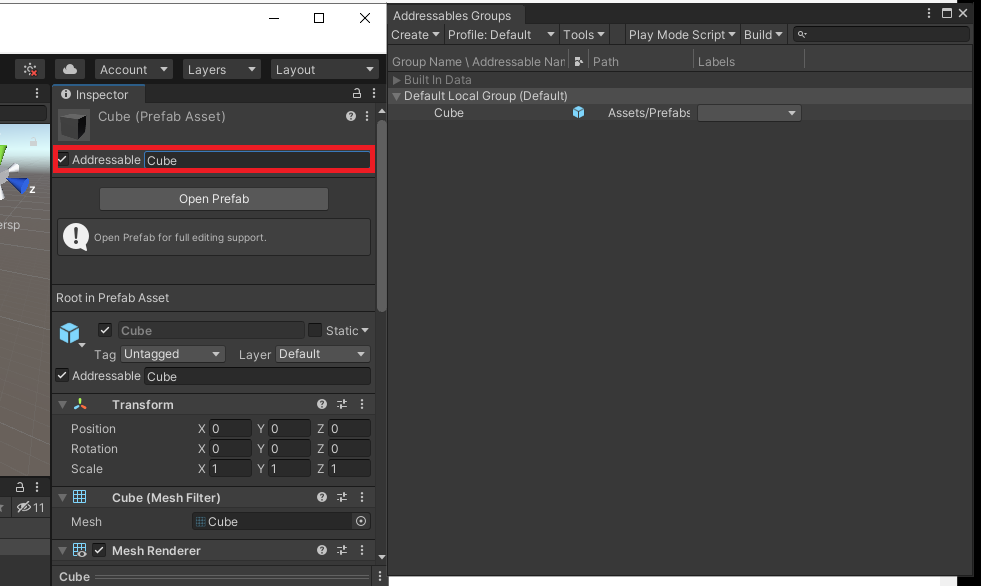 Account Layers Layout
Inspector
Cube (Prefab Asset)
Addressable Cube
Open Prefab
Open Prefab for full editing support.
Root in Prefab Asset
Cube Static
Tag Untagged Layer Default
Addressable Cube
Transform
Position X 0 Y 0 Z 0
Rotation X 0 Y 0 Z 0
Scale X 1 Y 1 Z 1
Cube (Mesh Filter)
Mesh Cube
Mesh Renderer
Cube
z
ersp
11
Addressables Groups
Create Profile: Default Tools Play Mode Script Build
Group Name \ Addressable Nar Path Labels
Built In Data
Default Local Group (Default)
Cube Assets/Prefabs